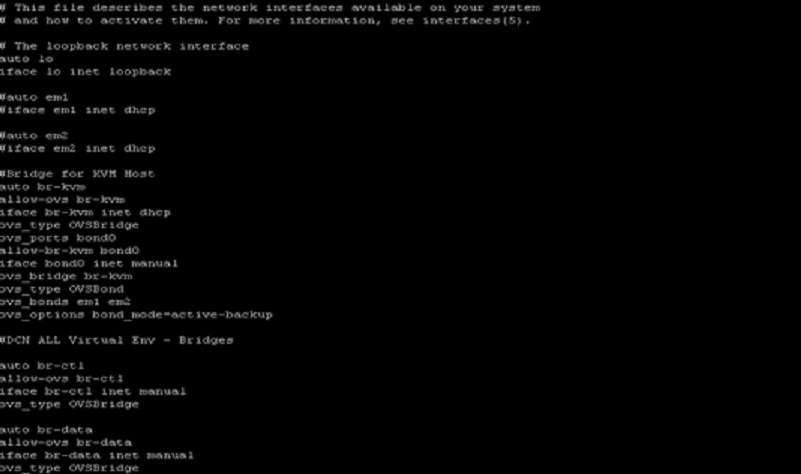 # This file describes the network interfaces available on your system
# and how to activate them. For more information, see interfaces(5).
# The loopback network interface
auto lo
iface lo inet loopback
#auto em1
#iface em1 inet dhcp
#auto em2
#iface em2 inet dhcp
#Bridge for KVM Host
auto br-kvm
allow-ovs br-kvm
iface br-kvm inet dhcp
ovs_type OVSBridge
ovs_ports bond0
allow-br-kvm bond0
iface bond0 inet manual
ovs_bridge br-kvm
ovs_type OVSBond
ovs_bonds em1 em2
ovs_options bond_mode=active-backup
#DCN ALL Virtual Env - Bridges
auto br-ctl
allow-ovs br-ctl
iface br-ctl inet manual
ovs_type OVSBridge
auto br-data
allow-ovs br-data
iface br-data inet manual
ovs_type OVSBridge